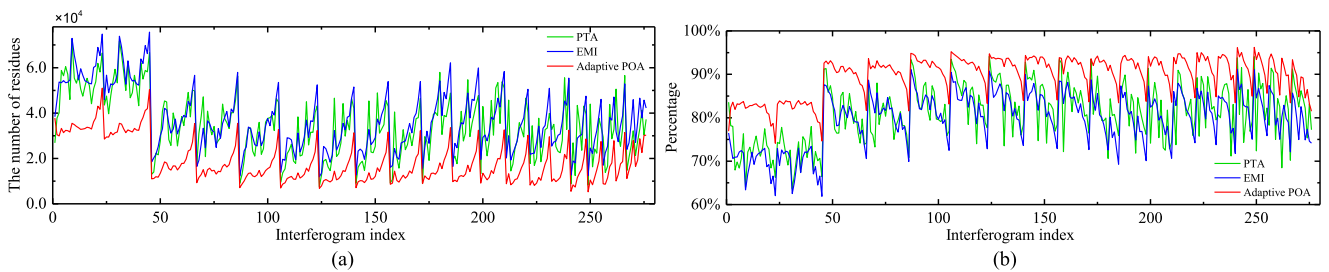 ×10⁴
The number of residues
6.0
4.0
2.0
0.0
0
50
100
150
200
250
Interferogram index
PTA
EMI
Adaptive POA
(a)
Percentage
100%
90%
80%
70%
60%
0
50
100
150
200
250
Interferogram index
PTA
EMI
Adaptive POA
(b)